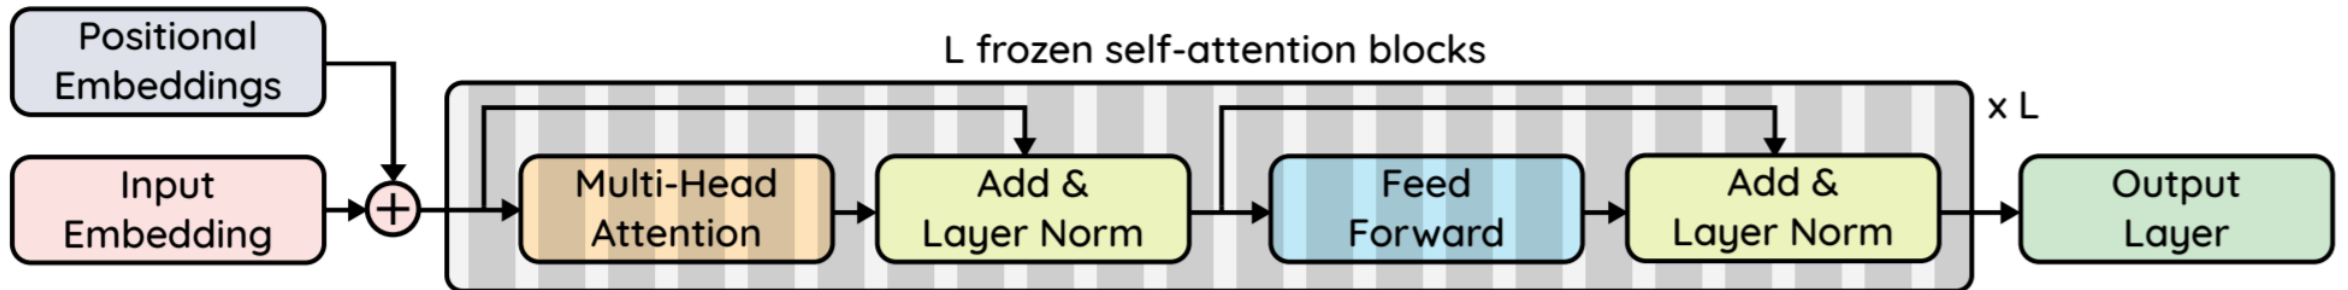 Positional
Embeddings
L frozen self-attention blocks
x L
Input
Embedding
+
Multi-Head
Attention
Add &
Layer Norm
Feed
Forward
Add &
Layer Norm
Output
Layer